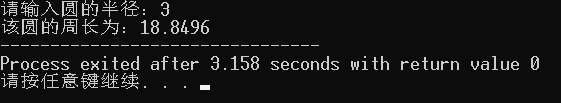 请输入圆的半径：3
该圆的周长为：18.8496
--------------------------------
Process exited after 3.158 seconds with return value 0
请按任意键继续. . .